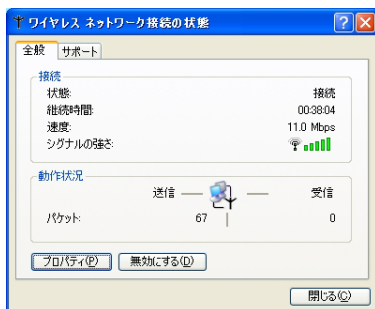 ワイヤレス ネットワーク接続の状態
全般 サポート
接続
状態: 接続
継続時間: 00:38:04
速度: 11.0 Mbps
シグナルの強さ:
動作状況
送信 受信
パケット: 67 0
プロパティ(P) 無効にする(D)
閉じる(C)